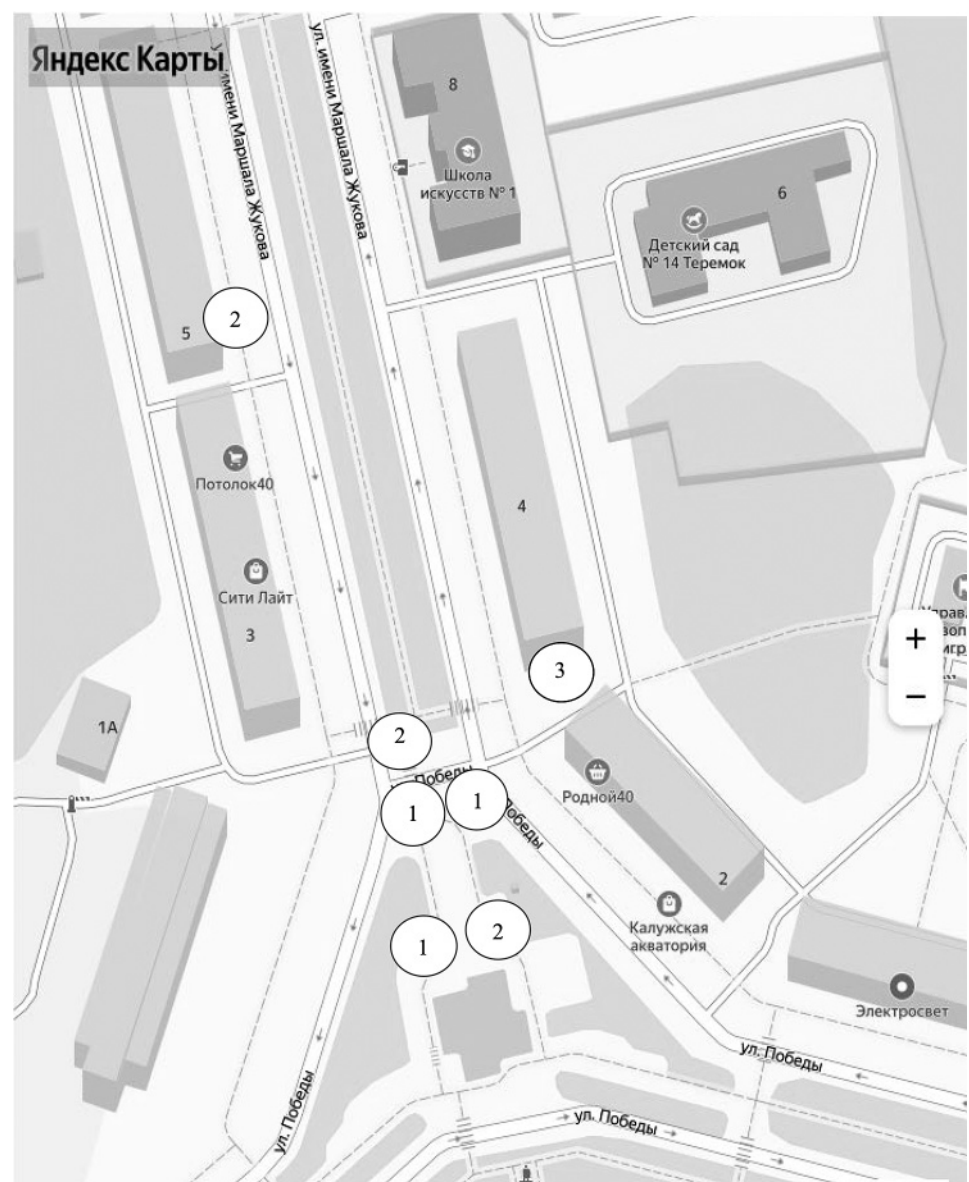 Яндекс Карты
ул. имени Маршала Жукова
ул. имени Маршала Жукова
8
Школа
искусств № 1
6
Детский сад
№ 14 Теремок
5
2
Потолок40
4
Сити Лайт
3
+
−
3
1А
2
Победы
1
1
Победы
Родной40
2
Калужская
акватория
1
2
Электросвет
ул. Победы
ул. Победы
ул. Победы